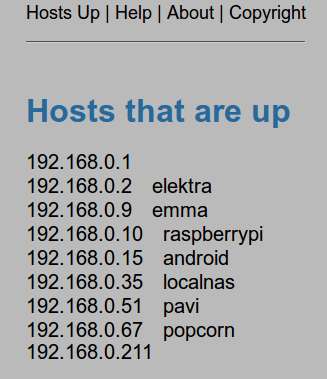 Hosts Up | Help | About | Copyright
Hosts that are up
192.168.0.1
192.168.0.2 elektra
192.168.0.9 emma
192.168.0.10 raspberrypi
192.168.0.15 android
192.168.0.35 localnas
192.168.0.51 pavi
192.168.0.67 popcorn
192.168.0.211